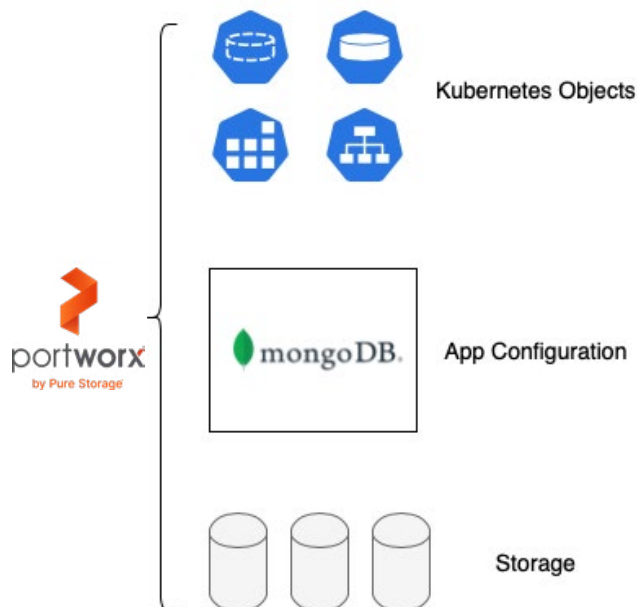 Kubernetes Objects
portworx
by Pure Storage
mongoDB.
App Configuration
Storage